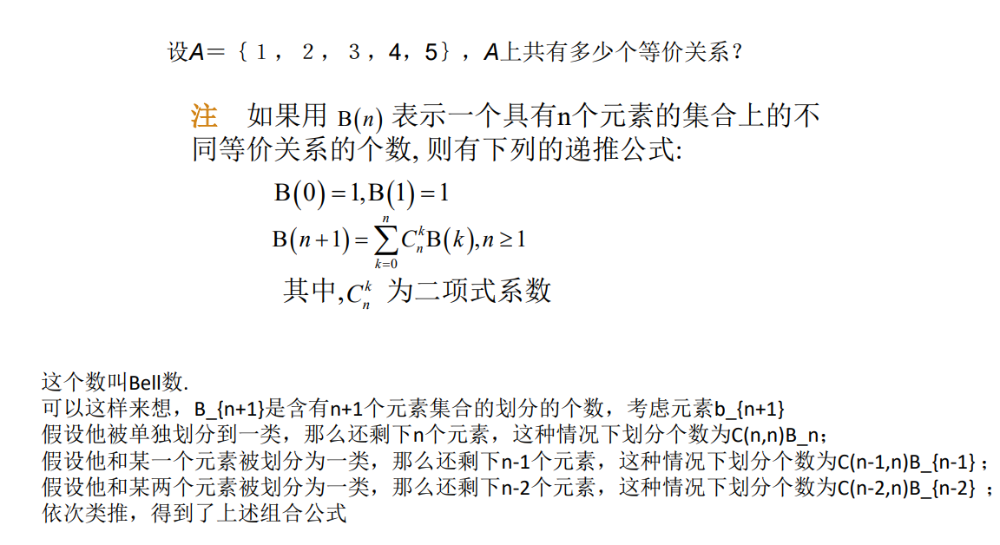 设A＝｛１，２，３，4，5｝，A上共有多少个等价关系？
注 如果用 B(n) 表示一个具有n个元素的集合上的不
同等价关系的个数, 则有下列的递推公式:
B(0)=1,B(1)=1
B(n+1)=∑_{k=0}^{n} C_n^k B(k),n≥1
其中,C_n^k 为二项式系数
这个数叫Bell数.
可以这样来想，B_{n+1}是含有n+1个元素集合的划分的个数，考虑元素b_{n+1}
假设他被单独划分到一类，那么还剩下n个元素，这种情况下划分个数为C(n,n)B_n；
假设他和某一个元素被划分为一类，那么还剩下n-1个元素，这种情况下划分个数为C(n-1,n)B_{n-1}；
假设他和某两个元素被划分为一类，那么还剩下n-2个元素，这种情况下划分个数为C(n-2,n)B_{n-2} ；
依次类推，得到了上述组合公式